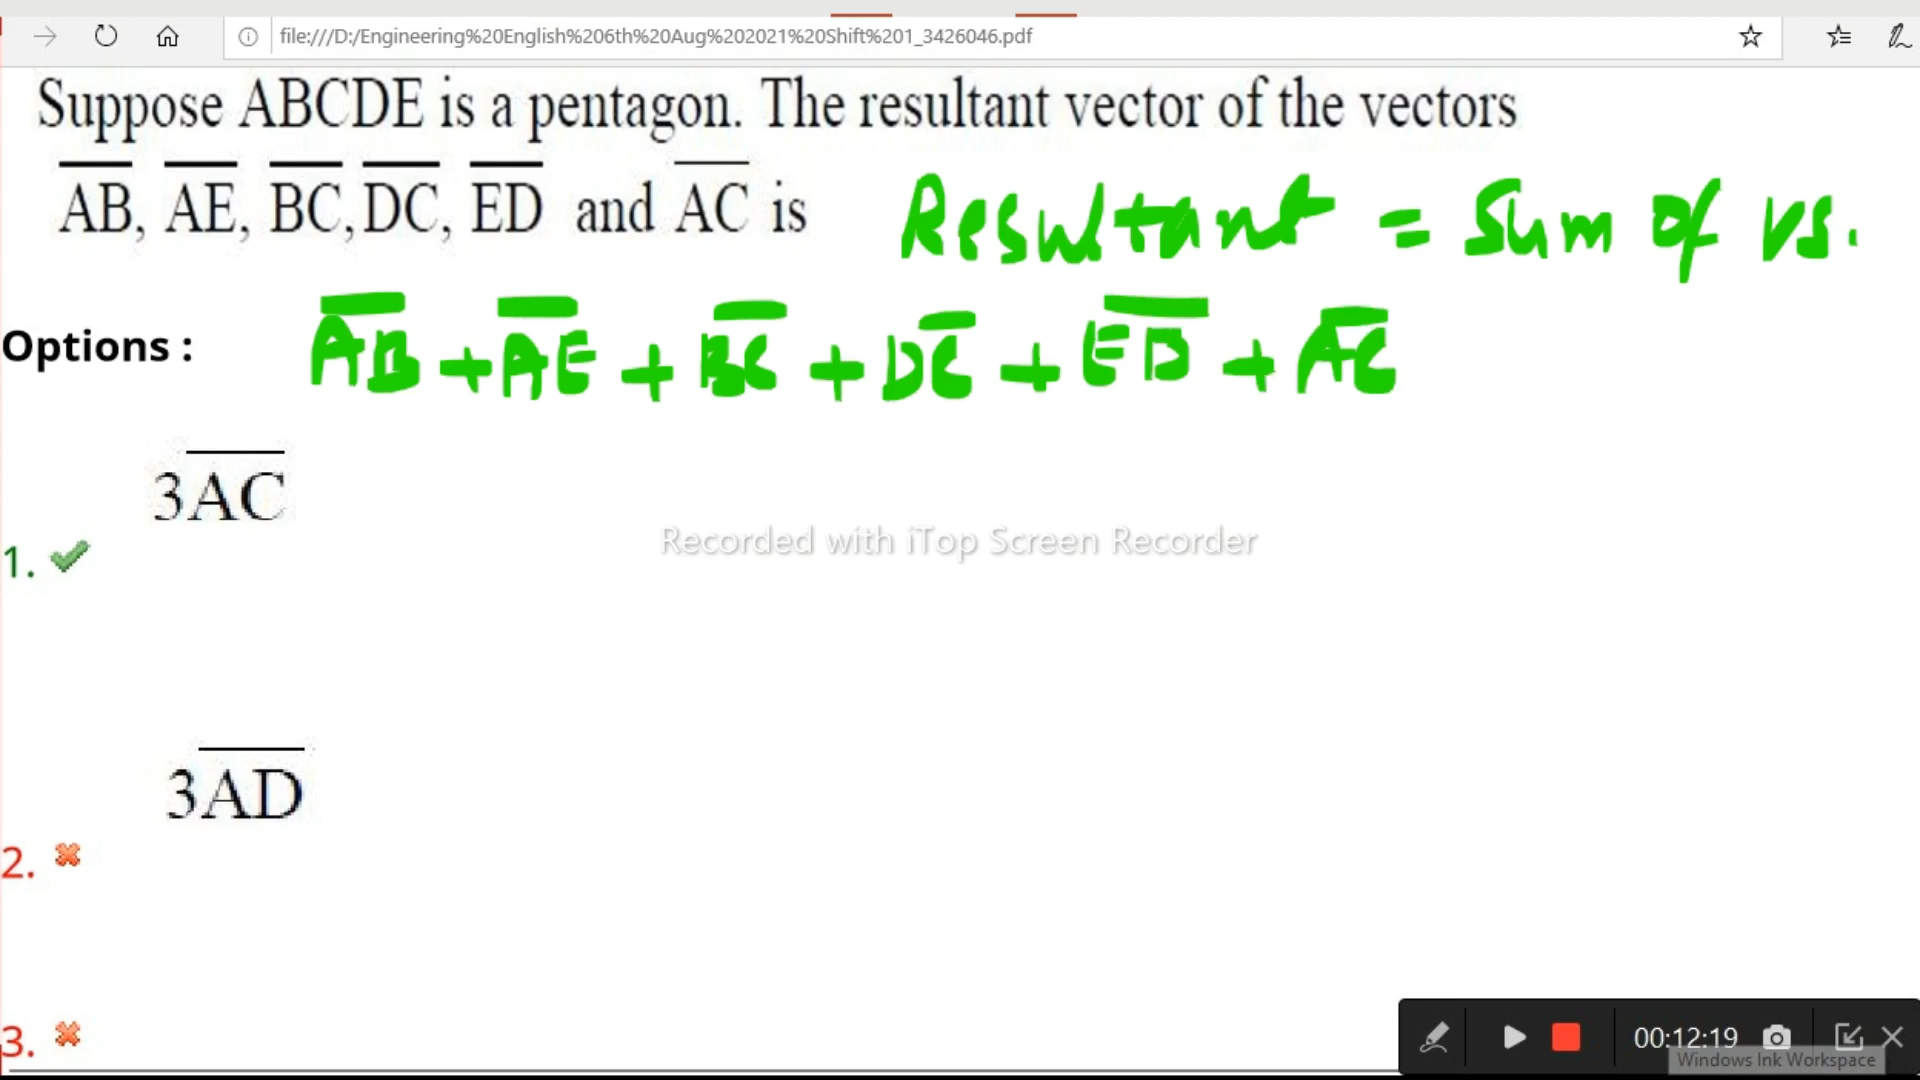 file:///D:/Engineering%20English%206th%20Aug%202021%20Shift%201_3426046.pdf
Suppose ABCDE is a pentagon. The resultant vector of the vectors
AB, AE, BC, DC, ED and AC is
Resultant = Sum of vs.
Options :
AB + AE + BC + DC + ED + AC
3AC
Recorded with iTop Screen Recorder
1.
3AD
2.
3.
00:12:19
Windows Ink Workspace